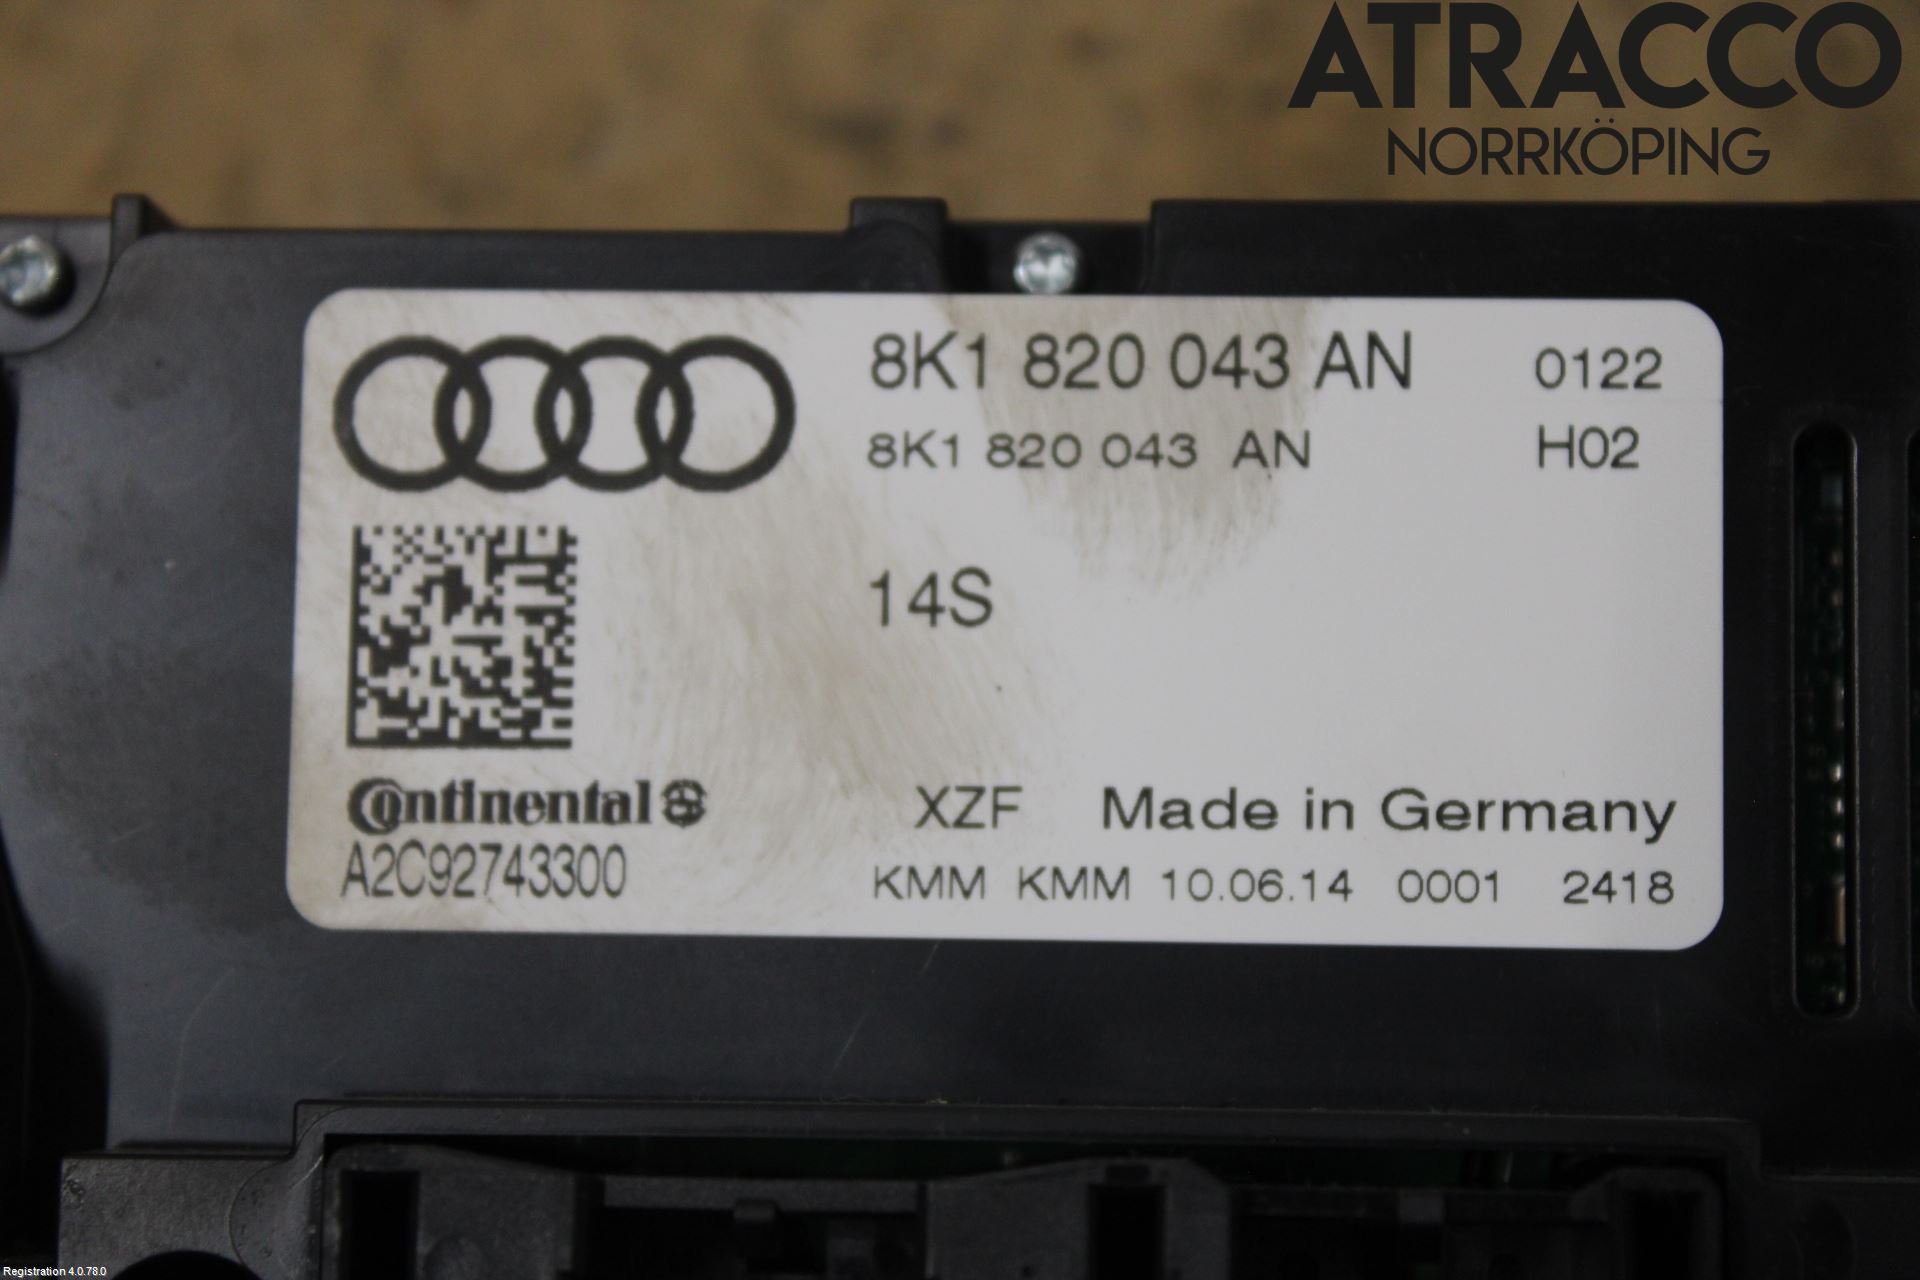 ATRACCO
NORRKÖPING
8K1 820 043 AN 0122
8K1 820 043 AN H02
14S
Continental
XZF Made in Germany
A2C92743300
KMM KMM 10.06.14 0001 2418
Registration 4.0.78.0